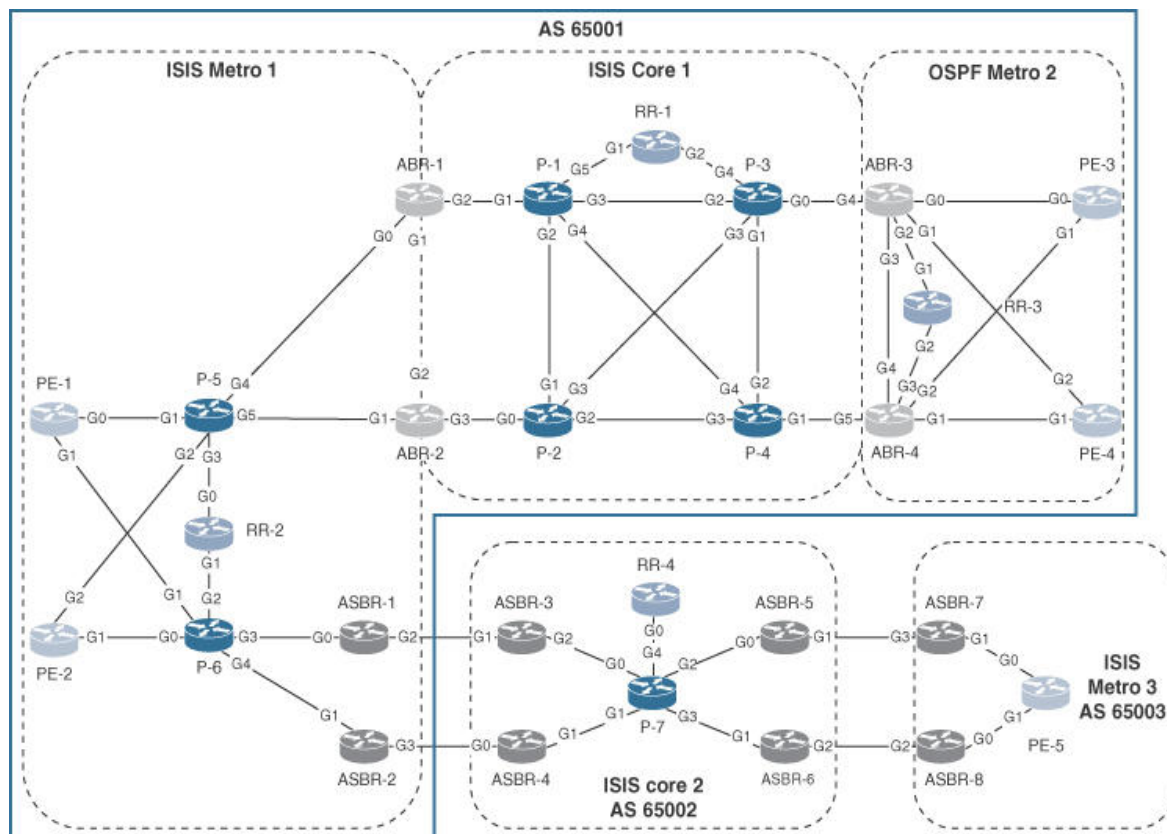 AS 65001
ISIS Metro 1
ISIS Core 1
OSPF Metro 2
RR-1
G1
G2
G5
G4
ABR-1
P-1
P-3
ABR-3
PE-3
G2
G1
G3
G2
G0
G4
G0
G0
G0
G1
G2
G4
G3
G1
G2
G1
G1
G3
G1
RR-3
G2
PE-1
P-5
G4
G2
G1
G3
G4
G2
G4
G3
G2
G2
G0
G1
G5
G1
G3
G0
G2
G3
G1
G5
G1
G1
G1
G2
G3
ABR-2
P-2
P-4
ABR-4
PE-4
G0
RR-2
G1
RR-4
G2
G1
G2
ASBR-1
ASBR-3
G0
ASBR-5
ASBR-7
G1
G0
G3
G0
G2
G1
G2
G0
G4
G2
G0
G1
G3
G1
G0
PE-2
P-6
G4
ISIS
Metro 3
AS 65003
G1
G3
G0
G1
G1
P-7
G3
G1
G2
G2
G0
G1
PE-5
ASBR-2
ASBR-4
ASBR-6
ASBR-8
ISIS core 2
AS 65002